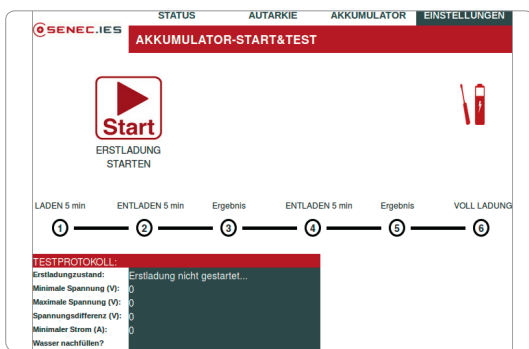 STATUS AUTARKIE AKKUMULATOR EINSTELLUNGEN
SENEC.IES
AKKUMULATOR-START&TEST
Start
ERSTLADUNG
STARTEN
LADEN 5 min ENTLADEN 5 min Ergebnis ENTLADEN 5 min Ergebnis VOLL LADUNG
1 2 3 4 5 6
TESTPROTOKOLL:
Erstladungzustand: Erstladung nicht gestartet...
Minimale Spannung (V): 0
Maximale Spannung (V): 0
Spannungsdifferenz (V): 0
Minimaler Strom (A): 0
Wasser nachfüllen?